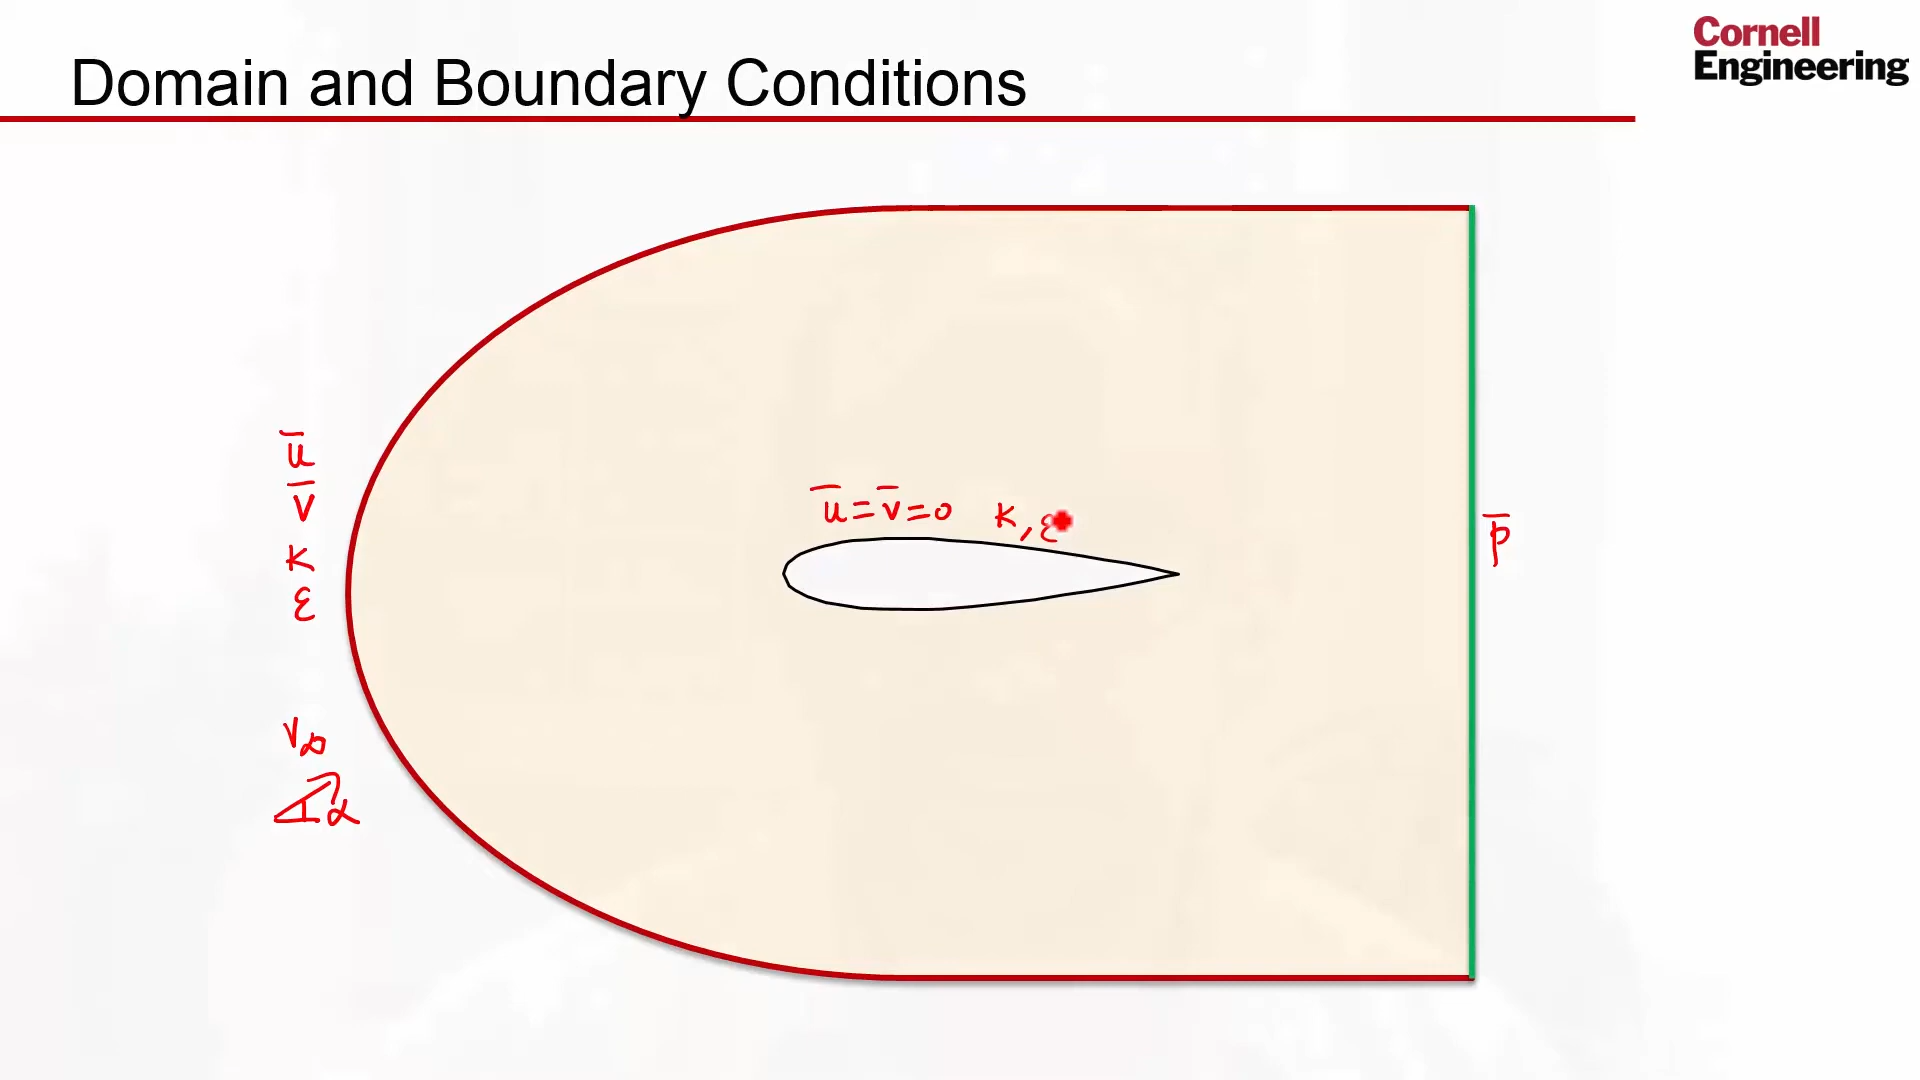 Cornell
Engineering
Domain and Boundary Conditions
u̅
v̅
k
ε
u̅ = v̅ = 0 k, ε
p̅
V∞
α